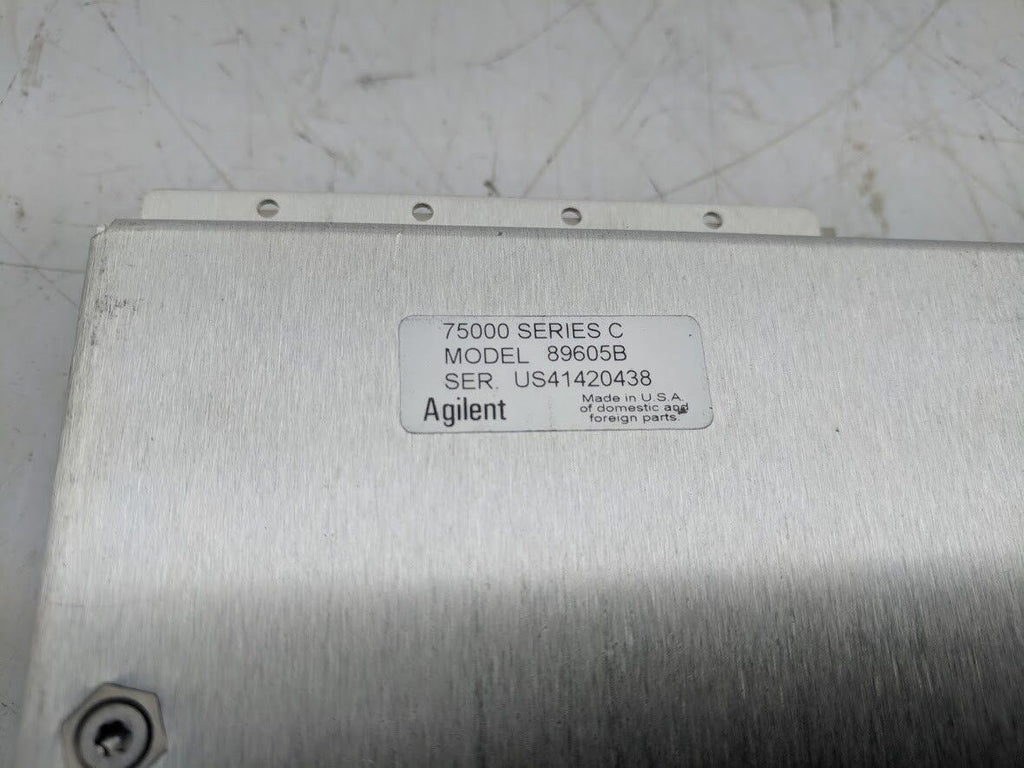 75000 SERIES C
MODEL 89605B
SER. US41420438
Agilent
Made in U.S.A.
of domestic and
foreign parts.